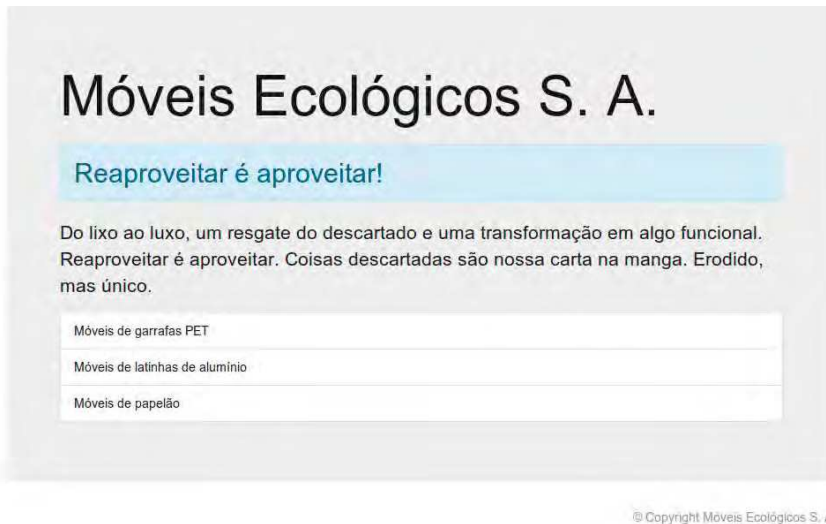 Móveis Ecológicos S. A.
Reaproveitar é aproveitar!
Do lixo ao luxo, um resgate do descartado e uma transformação em algo funcional.
Reaproveitar é aproveitar. Coisas descartadas são nossa carta na manga. Erodido,
mas único.
Móveis de garrafas PET
Móveis de latinhas de alumínio
Móveis de papelão
© Copyright Móveis Ecológicos S.